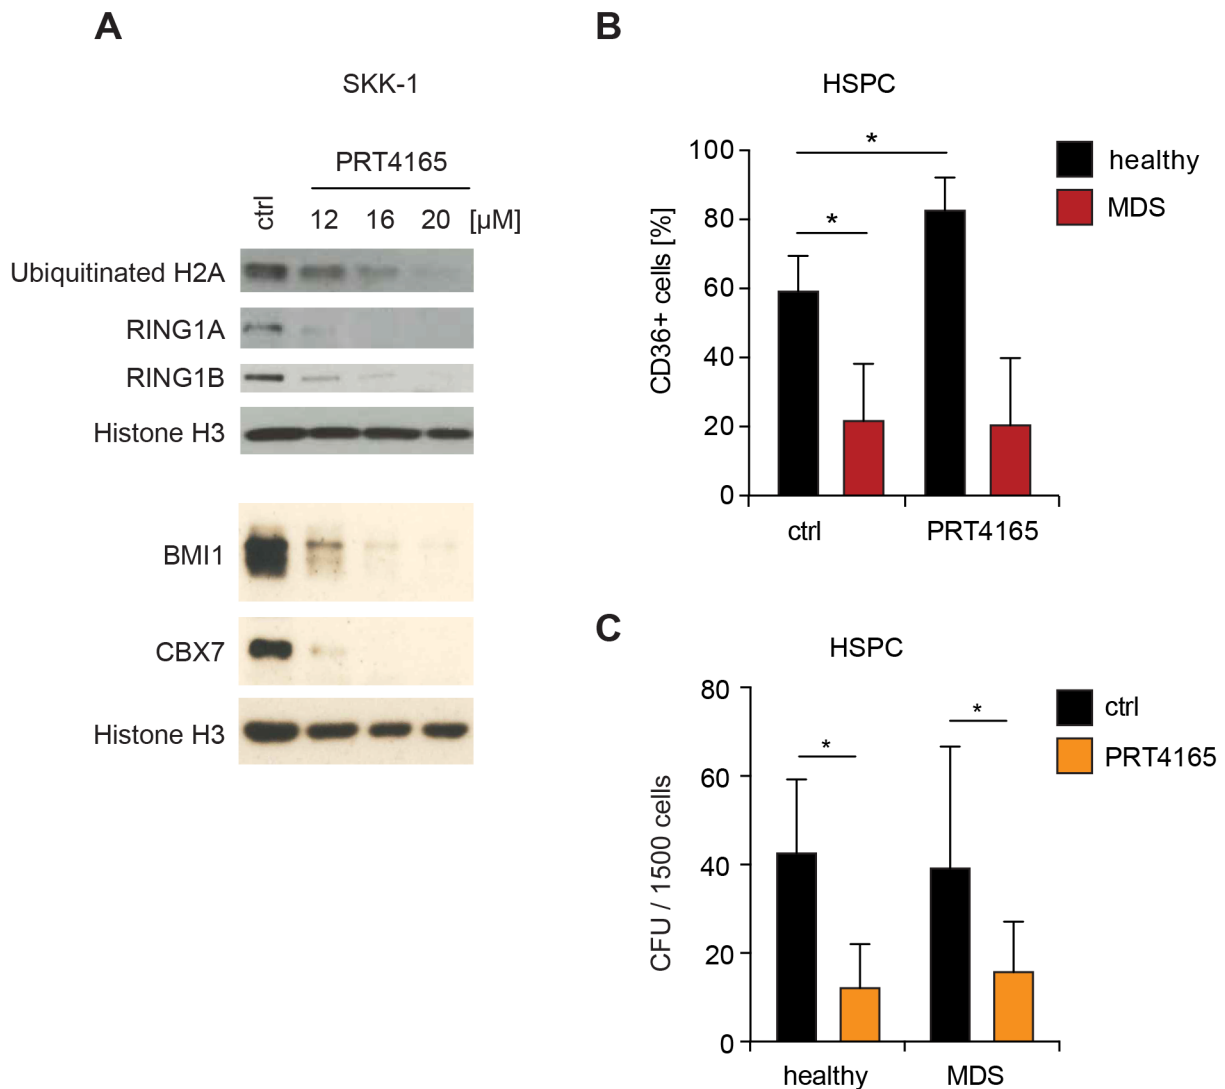 A
SKK-1
PRT4165
ctrl 12 16 20 [µM]
Ubiquitinated H2A
RING1A
RING1B
Histone H3
BMI1
CBX7
Histone H3
B
HSPC
CD36+ cells [%]
100
80
60
40
20
0
*
*
ctrl PRT4165
healthy
MDS
C
HSPC
CFU / 1500 cells
80
60
40
20
0
*
*
healthy MDS
ctrl
PRT4165